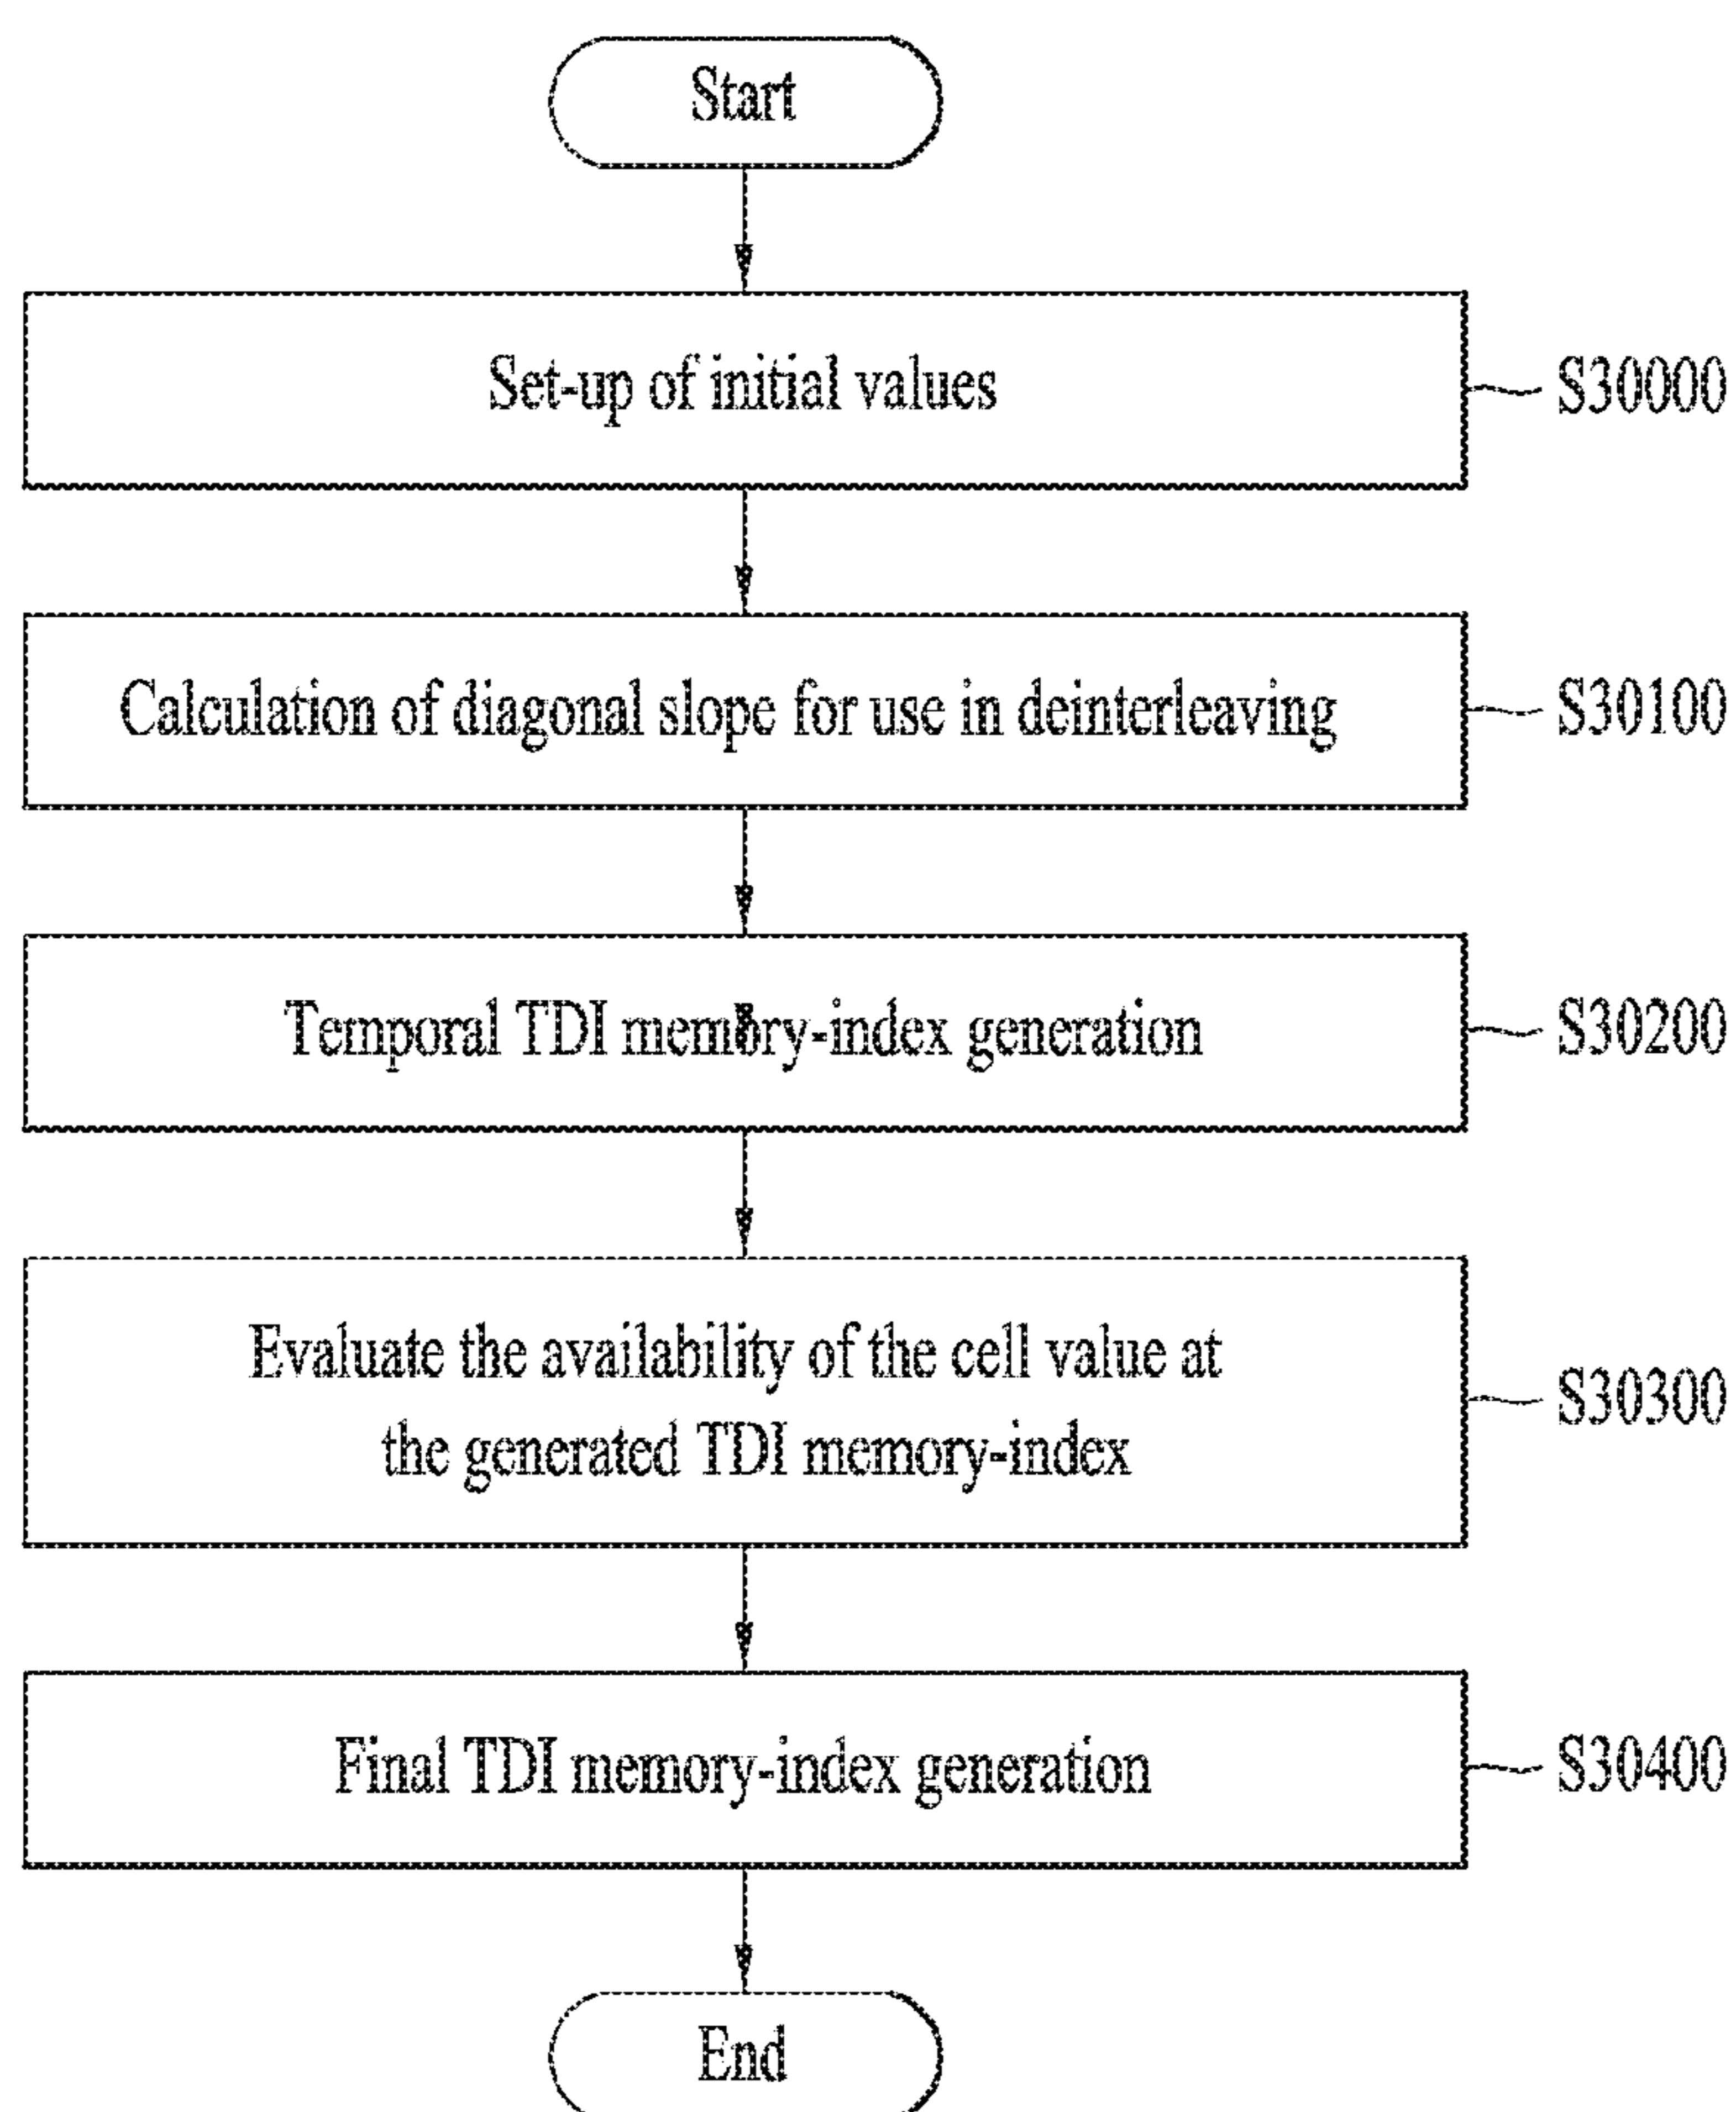 Start
Set-up of initial values
S30000
Calculation of diagonal slope for use in deinterleaving
S30100
Temporal TDI memory-index generation
S30200
Evaluate the availability of the cell value at
the generated TDI memory-index
S30300
Final TDI memory-index generation
S30400
End